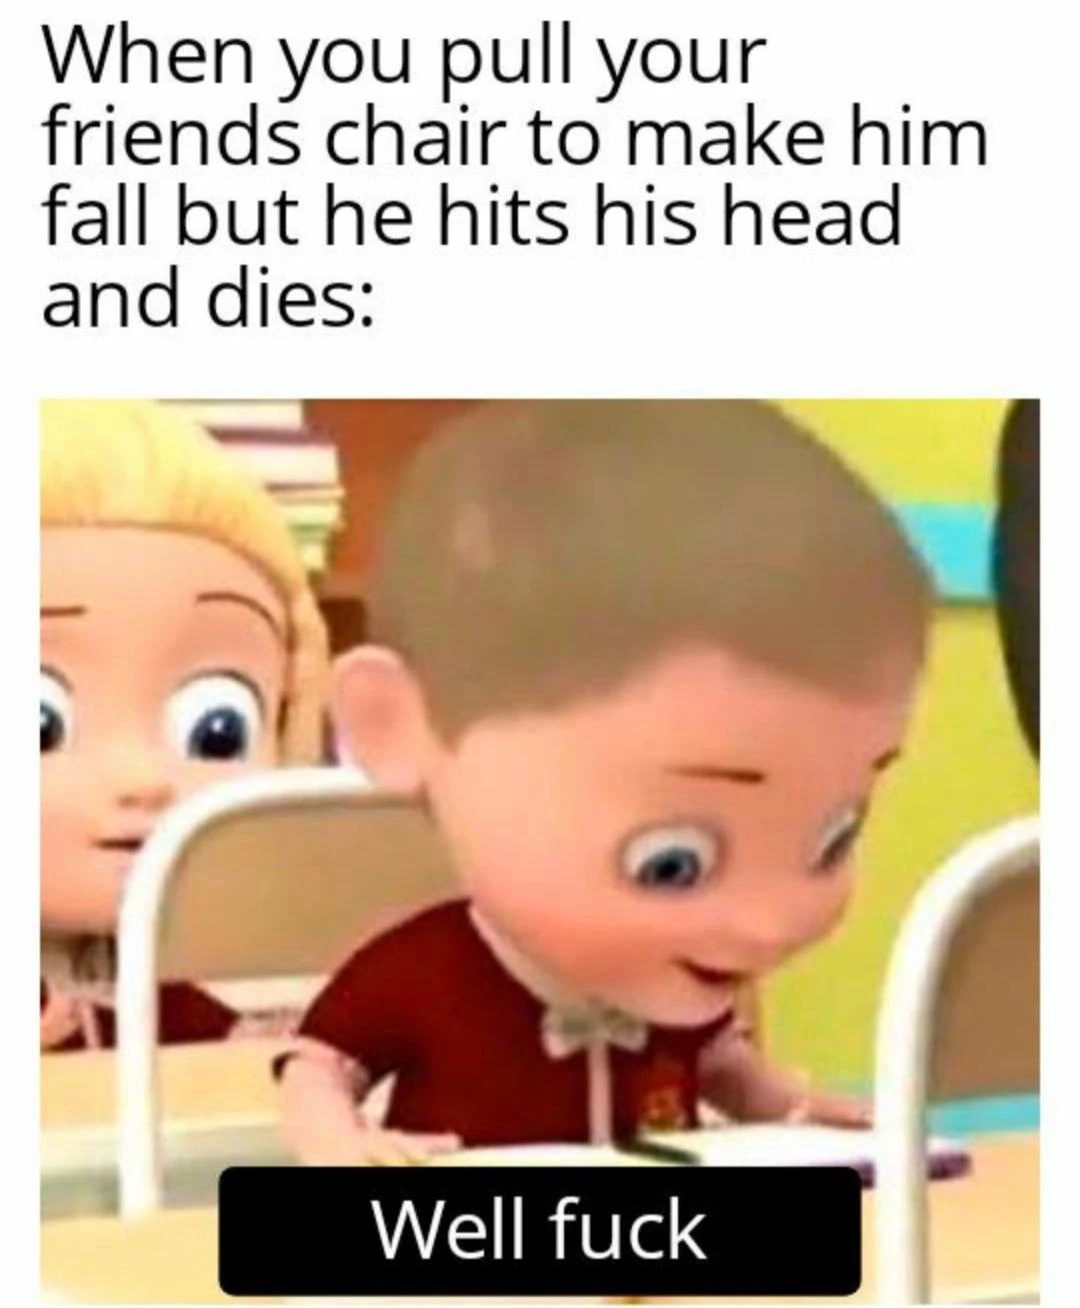 When you pull your
friends chair to make him
fall but he hits his head
and dies:
Well fuck